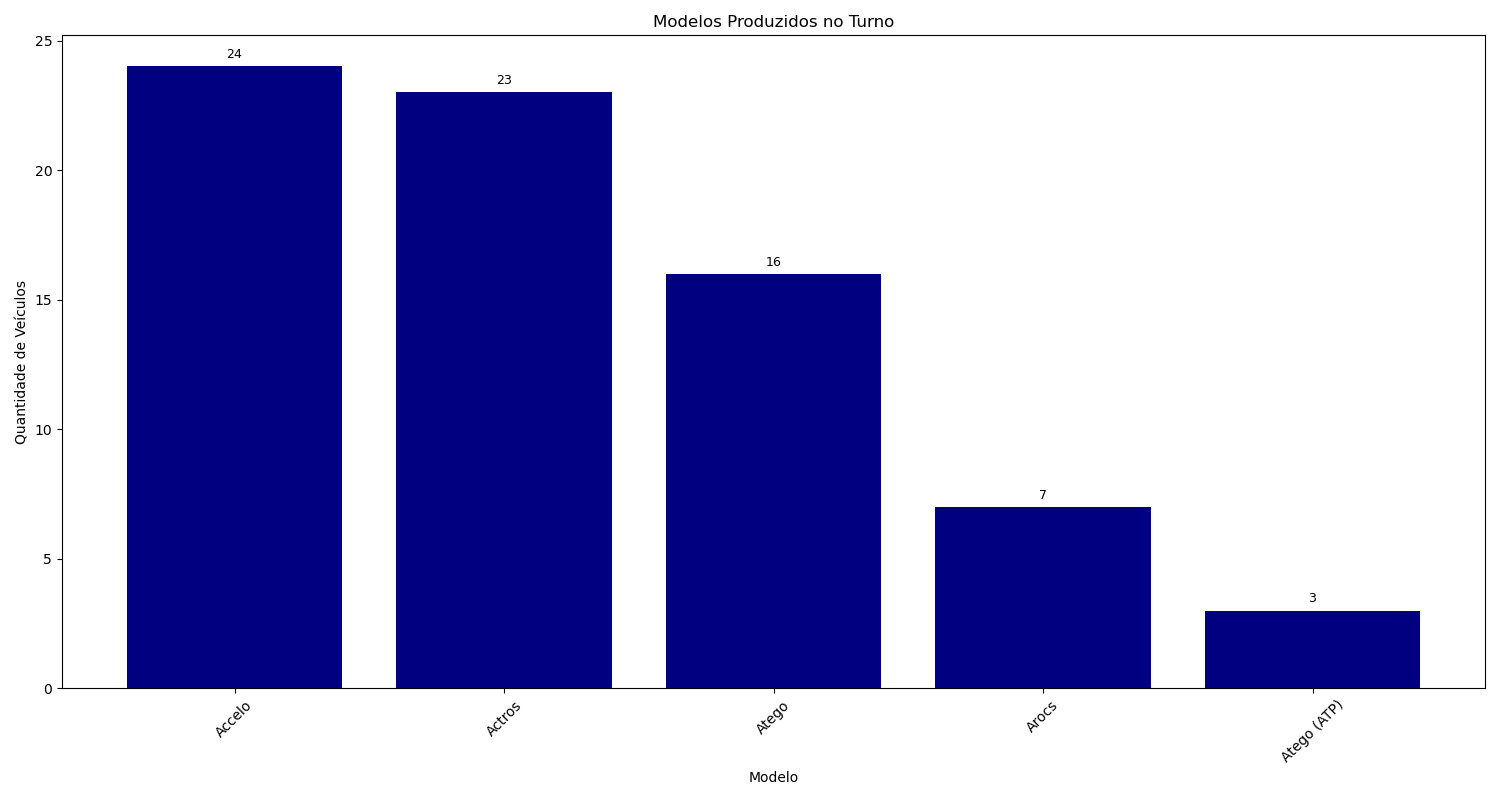 Modelos Produzidos no Turno
25
20
15
10
5
0
Quantidade de Veículos
24
23
16
7
3
Accelo
Actros
Atego
Arocs
Atego (ATP)
Modelo